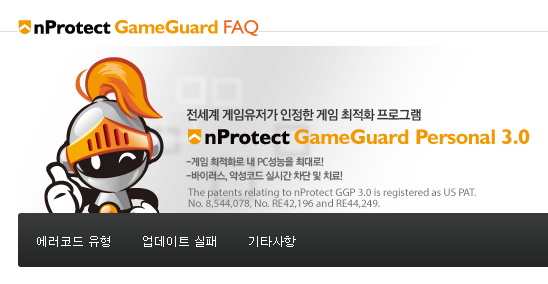 nProtect GameGuard FAQ
전세계 게임유저가 인정한 게임 최적화 프로그램
nProtect GameGuard Personal 3.0
-게임 최적화로 내 PC성능을 최대로!
-바이러스, 악성코드 실시간 차단 및 치료!
The patents relating to nProtect GGP 3.0 is registered as US PAT.
No. 8,544,078, No. RE42,196 and RE44,249.
에러코드 유형 업데이트 실패 기타사항